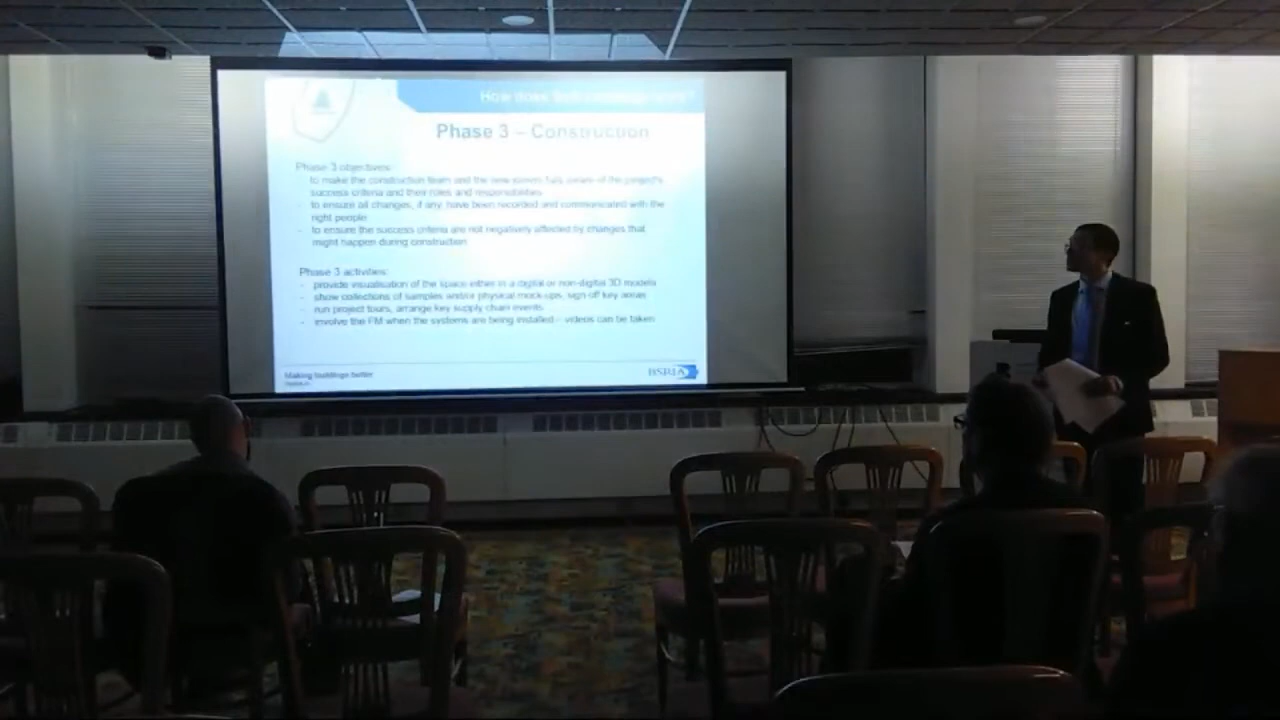 How does Soft Landings work?
Phase 3 – Construction
Phase 3 objectives:
to make the construction team and the new joiners fully aware of the project's
success criteria and their roles and responsibilities
- to ensure all changes, if any, have been recorded and communicated with the
right people
- to ensure the success criteria are not negatively affected by changes that
might happen during construction
Phase 3 activities:
- provide visualisation of the space either in a digital or non-digital 3D models
- show collections of samples and/or physical mock-ups, sign off key areas
- run project tours, arrange key supply chain events
- involve the FM when the systems are being installed – videos can be taken
Making buildings better
BSRIA